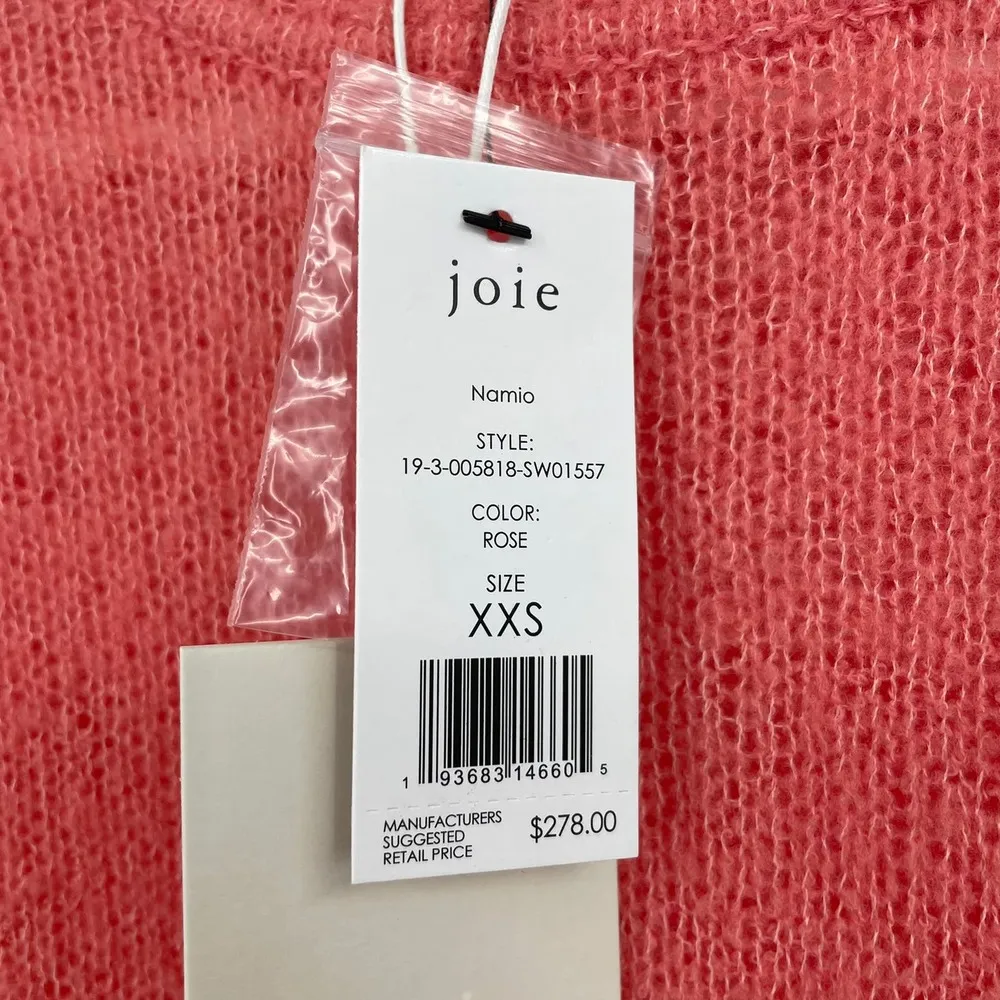 joie
Namio
STYLE:
19-3-005818-SW01557
COLOR:
ROSE
SIZE
XXS
1 93683 14660 5
MANUFACTURERS
SUGGESTED
RETAIL PRICE
$278.00